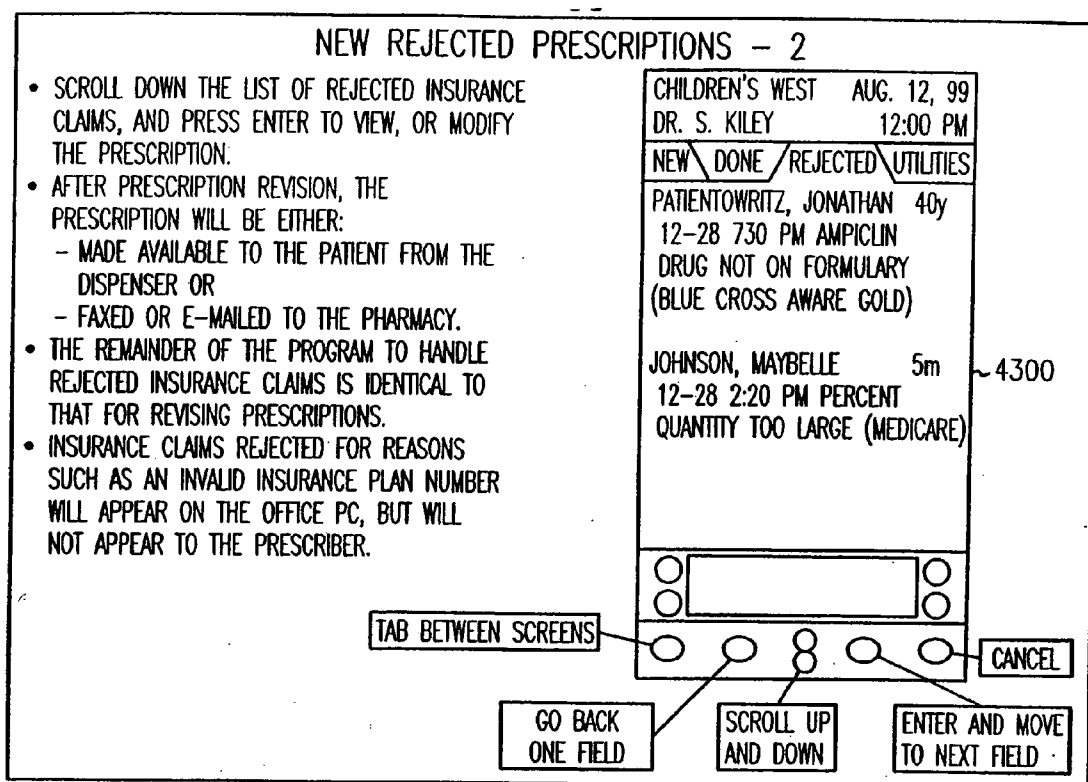 NEW REJECTED PRESCRIPTIONS – 2
• SCROLL DOWN THE LIST OF REJECTED INSURANCE
CLAIMS, AND PRESS ENTER TO VIEW, OR MODIFY
THE PRESCRIPTION.
• AFTER PRESCRIPTION REVISION, THE
PRESCRIPTION WILL BE EITHER:
– MADE AVAILABLE TO THE PATIENT FROM THE
DISPENSER OR
– FAXED OR E–MAILED TO THE PHARMACY.
• THE REMAINDER OF THE PROGRAM TO HANDLE
REJECTED INSURANCE CLAIMS IS IDENTICAL TO
THAT FOR REVISING PRESCRIPTIONS.
• INSURANCE CLAIMS REJECTED FOR REASONS
SUCH AS AN INVALID INSURANCE PLAN NUMBER
WILL APPEAR ON THE OFFICE PC, BUT WILL
NOT APPEAR TO THE PRESCRIBER.
CHILDREN'S WEST AUG. 12, 99
DR. S. KILEY 12:00 PM
NEW DONE REJECTED UTILITIES
PATIENTOWRITZ, JONATHAN 40y
12–28 730 PM AMPICLIN
DRUG NOT ON FORMULARY
(BLUE CROSS AWARE GOLD)
JOHNSON, MAYBELLE 5m
4300
12–28 2:20 PM PERCENT
QUANTITY TOO LARGE (MEDICARE)
TAB BETWEEN SCREENS
CANCEL
GO BACK
ONE FIELD
SCROLL UP
AND DOWN
ENTER AND MOVE
TO NEXT FIELD